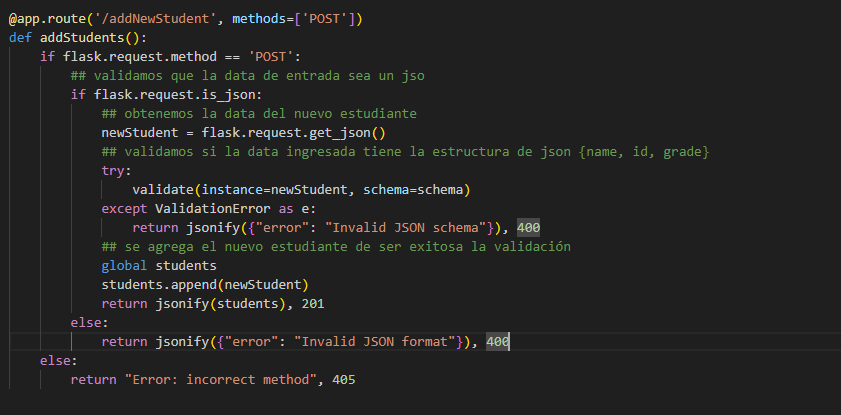 @app.route('/addNewStudent', methods=['POST'])
def addStudents():
    if flask.request.method == 'POST':
        ## validamos que la data de entrada sea un jso
        if flask.request.is_json:
            ## obtenemos la data del nuevo estudiante
            newStudent = flask.request.get_json()
            ## validamos si la data ingresada tiene la estructura de json {name, id, grade}
            try:
                validate(instance=newStudent, schema=schema)
            except ValidationError as e:
                return jsonify({"error": "Invalid JSON schema"}), 400
            ## se agrega el nuevo estudiante de ser exitosa la validación
            global students
            students.append(newStudent)
            return jsonify(students), 201
        else:
            return jsonify({"error": "Invalid JSON format"}), 400
    else:
        return "Error: incorrect method", 405